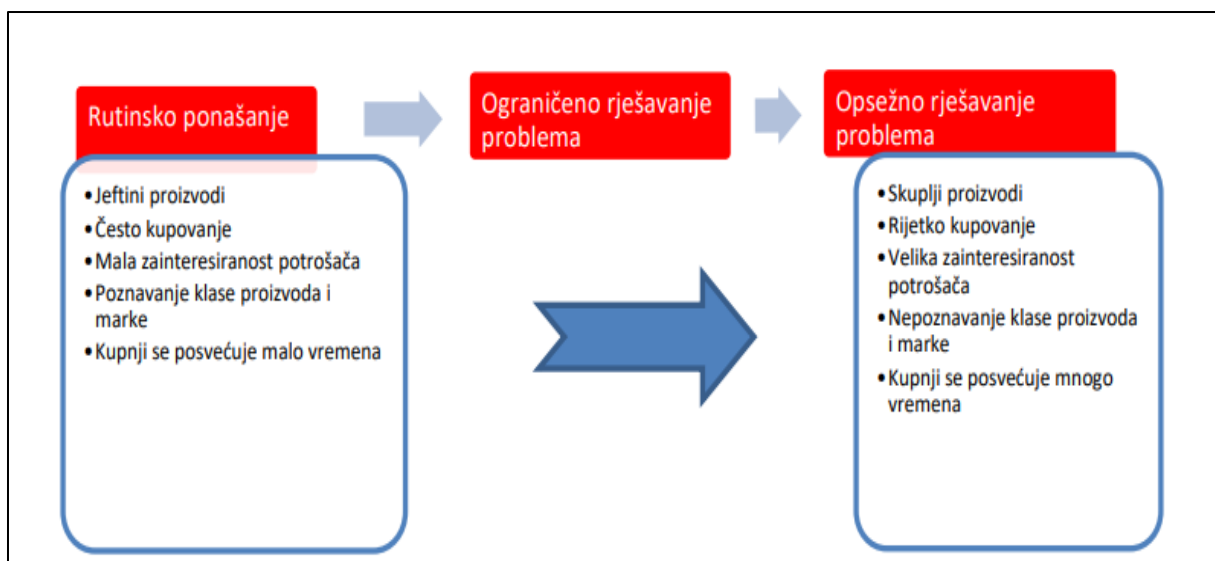 Rutinsko ponašanje
Ograničeno rješavanje
problema
Opsežno rješavanje
problema
•Jeftini proizvodi
•Često kupovanje
•Mala zainteresiranost potrošača
•Poznavanje klase proizvoda i
marke
•Kupnji se posvećuje malo vremena
•Skuplji proizvodi
•Rijetko kupovanje
•Velika zainteresiranost
potrošača
•Nepoznavanje klase proizvoda
i marke
•Kupnji se posvećuje mnogo
vremena